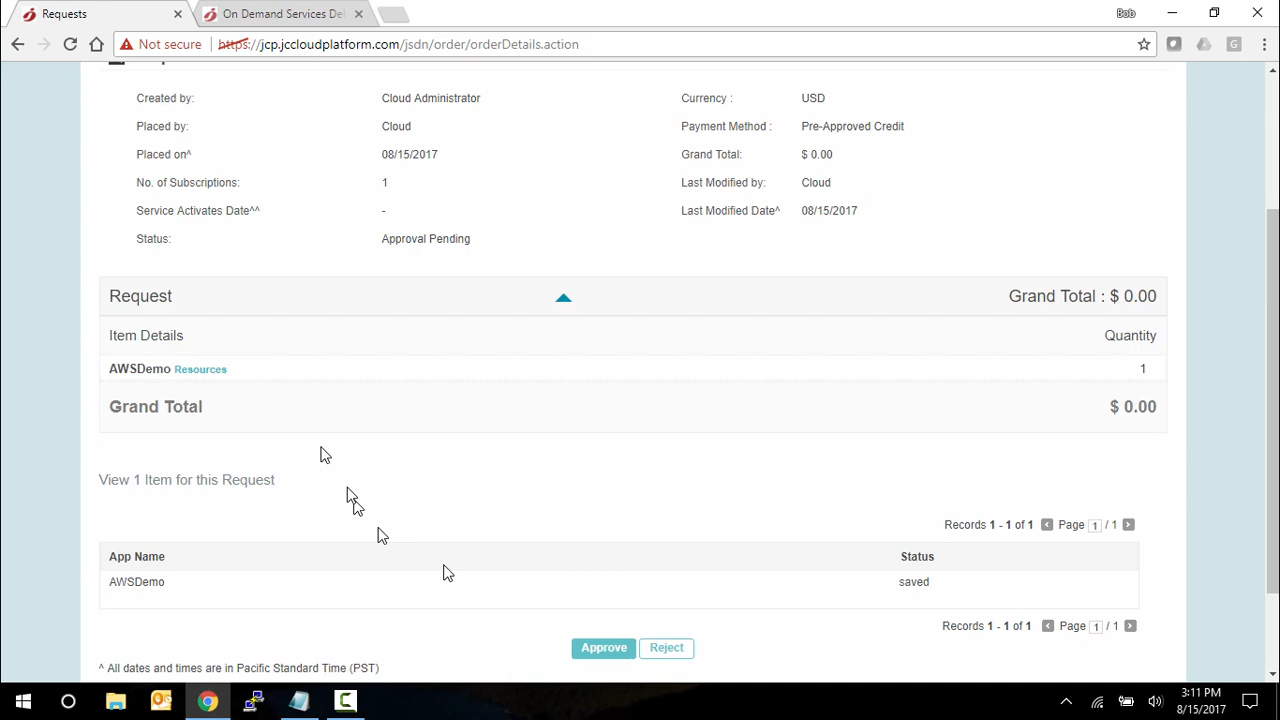 Requests
On Demand Services Del
Bob
Not secure
https://jcp.jccloudplatform.com/jsdn/order/orderDetails.action
G
Created by: Cloud Administrator Currency : USD
Placed by: Cloud Payment Method : Pre-Approved Credit
Placed on^ 08/15/2017 Grand Total: $ 0.00
No. of Subscriptions: 1 Last Modified by: Cloud
Service Activates Date^^ - Last Modified Date^ 08/15/2017
Status: Approval Pending
Request Grand Total : $ 0.00
Item Details Quantity
AWSDemo Resources 1
Grand Total $ 0.00
View 1 Item for this Request
Records 1 - 1 of 1 Page 1 / 1
App Name Status
AWSDemo saved
Records 1 - 1 of 1 Page 1 / 1
Approve Reject
^ All dates and times are in Pacific Standard Time (PST)
3:11 PM
8/15/2017